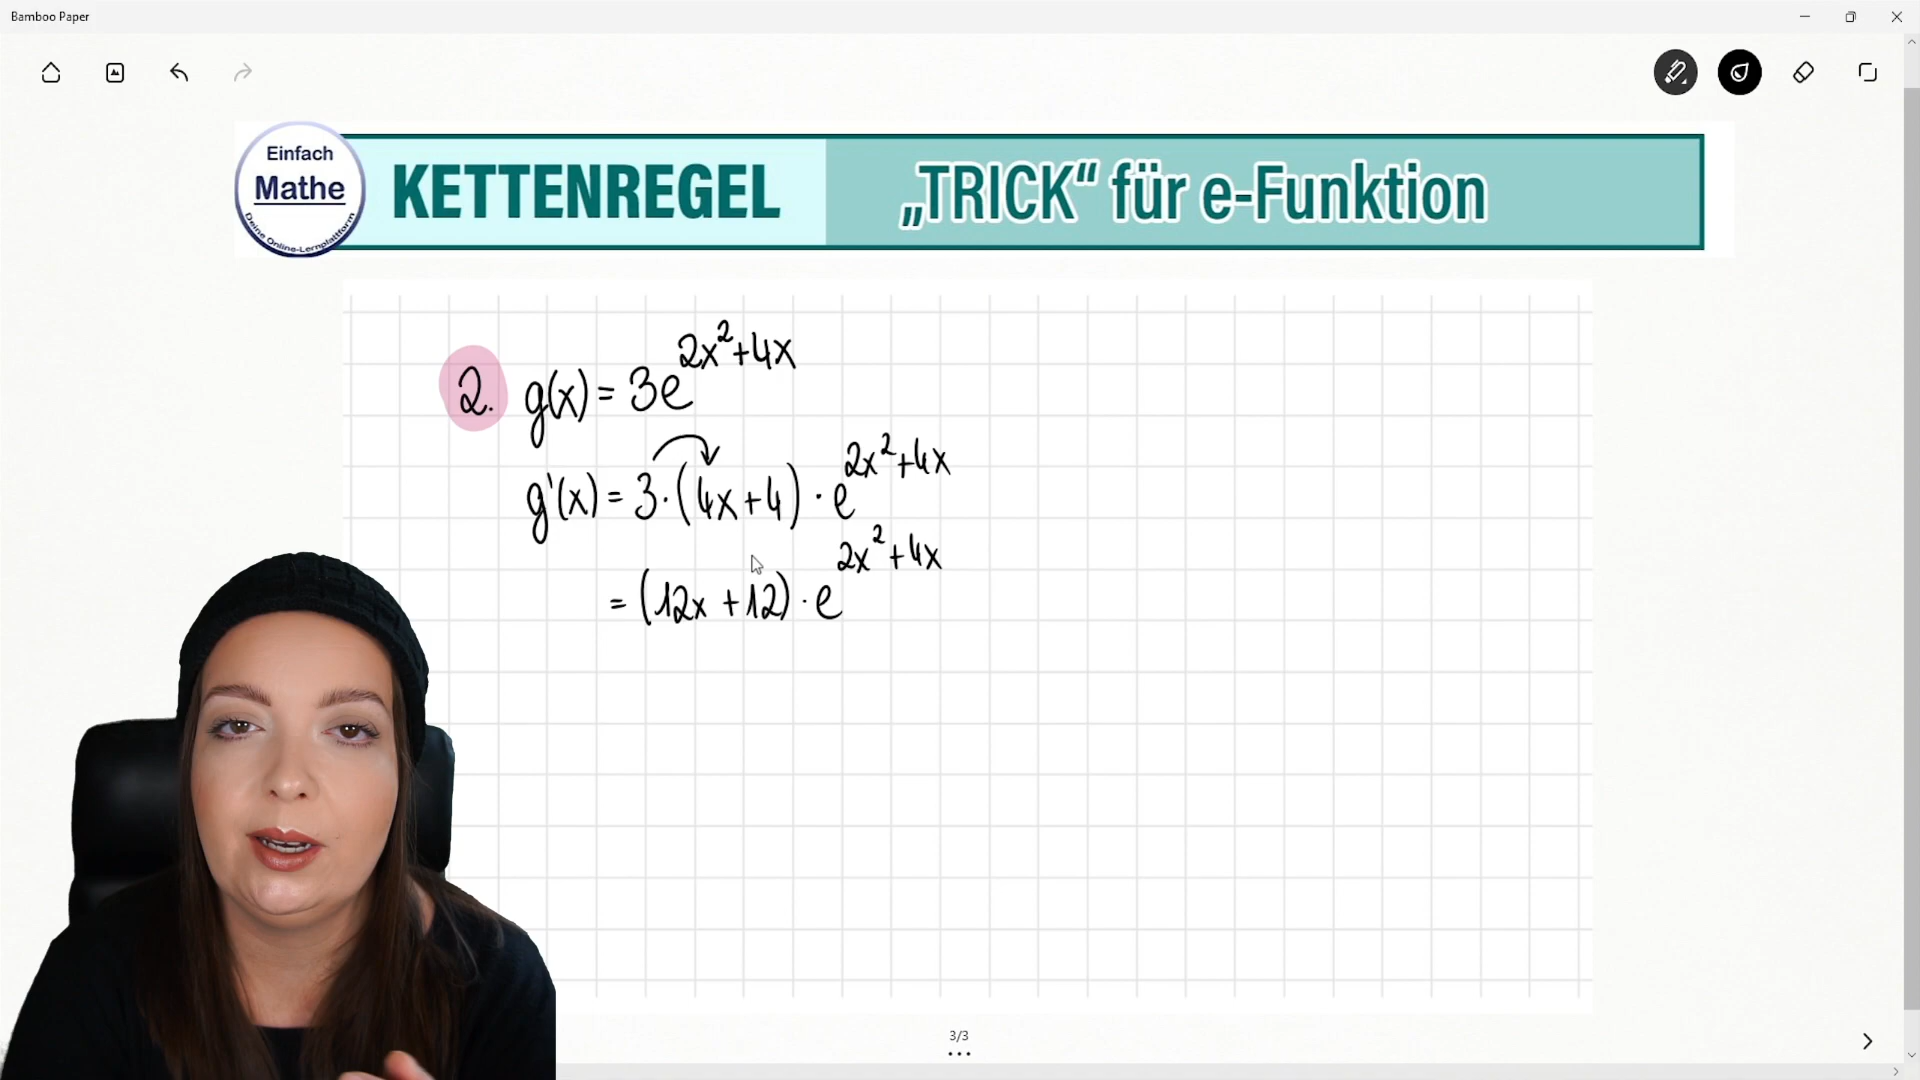 Bamboo Paper
Einfach
Mathe
Deine Online-Lernplattform
KETTENREGEL
„TRICK“ für e-Funktion
2. g(x) = 3e^{2x²+4x}
g'(x) = 3·(4x+4)·e^{2x²+4x}
= (12x+12)·e^{2x²+4x}
3/3